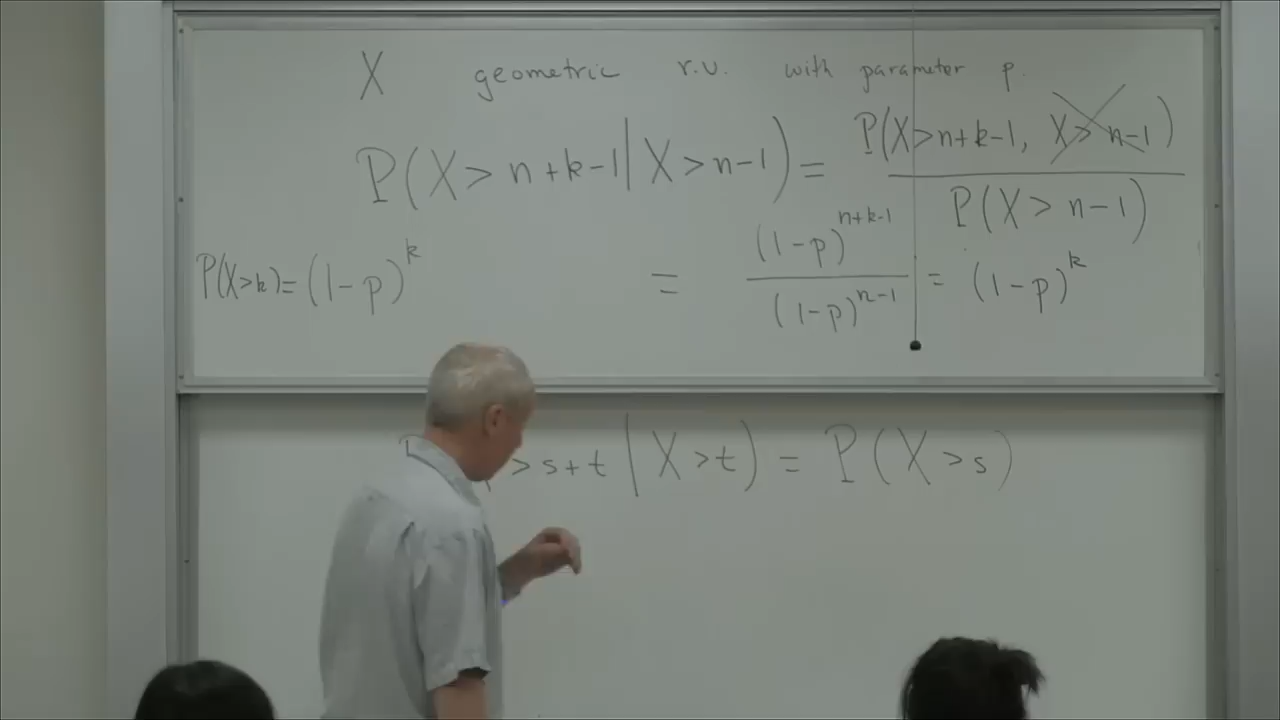 X geometric r.v. with parameter p.
P(X > n+k-1 | X > n-1) = P(X>n+k-1, X > n-1) / P(X > n-1)
P(X>k) = (1-p)^k
= (1-p)^{n+k-1} / (1-p)^{n-1} = (1-p)^k
> s+t | X > t) = P(X > s)